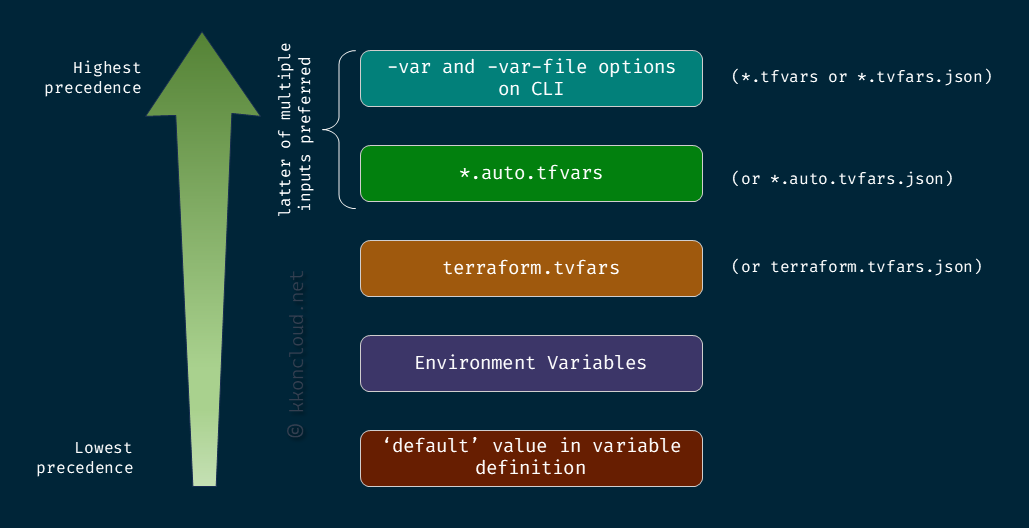 Highest
precedence
latter of multiple
inputs preferred
-var and -var-file options
on CLI
(*.tfvars or *.tvfars.json)
*.auto.tfvars
(or *.auto.tvfars.json)
terraform.tvfars
(or terraform.tvfars.json)
© kkoncloud.net
Environment Variables
Lowest
precedence
‘default’ value in variable
definition